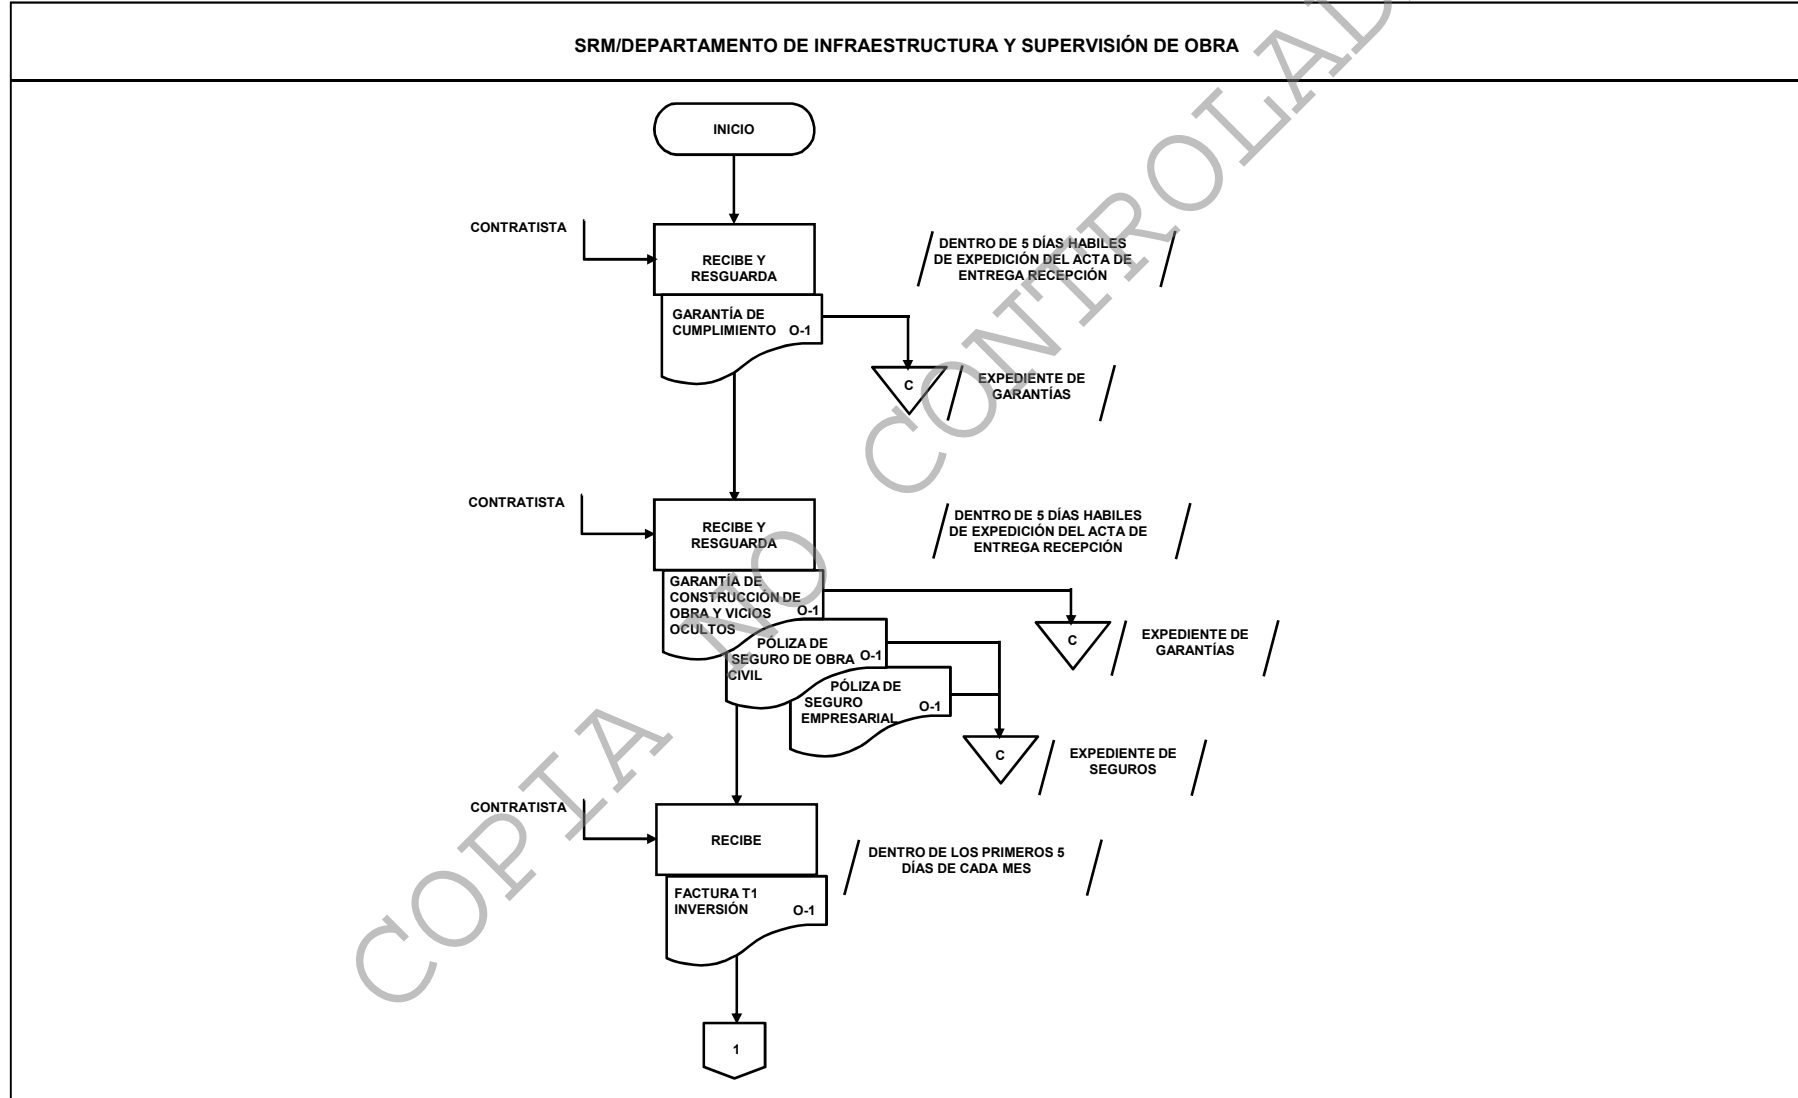 SRM/DEPARTAMENTO DE INFRAESTRUCTURA Y SUPERVISIÓN DE OBRA
INICIO
CONTRATISTA
RECIBE Y
RESGUARDA
DENTRO DE 5 DÍAS HABILES
DE EXPEDICIÓN DEL ACTA DE
ENTREGA RECEPCIÓN
GARANTÍA DE
CUMPLIMIENTO O-1
C
EXPEDIENTE DE
GARANTÍAS
CONTRATISTA
RECIBE Y
RESGUARDA
DENTRO DE 5 DÍAS HABILES
DE EXPEDICIÓN DEL ACTA DE
ENTREGA RECEPCIÓN
GARANTÍA DE
CONSTRUCCIÓN DE
OBRA Y VICIOS O-1
OCULTOS
C
EXPEDIENTE DE
GARANTÍAS
PÓLIZA DE
SEGURO DE OBRA O-1
CIVIL
PÓLIZA DE
SEGURO O-1
EMPRESARIAL
C
EXPEDIENTE DE
SEGUROS
CONTRATISTA
RECIBE
DENTRO DE LOS PRIMEROS 5
DÍAS DE CADA MES
FACTURA T1
INVERSIÓN O-1
1
COPIA NO CONTROLAD